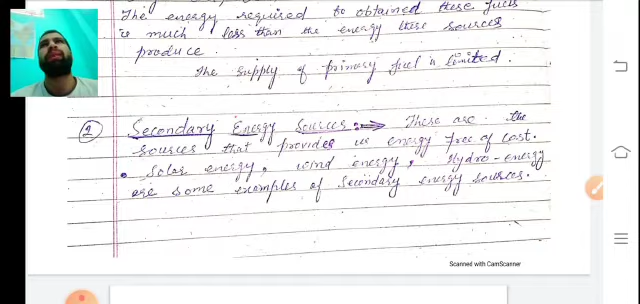 The energy required to obtained these fuels
is much less than the energy these sources
produce.
The supply of primary fuel is limited.
② Secondary Energy Sources :⟹ These are the
sources that provides us energy free of cost.
• Solar energy, wind energy, Hydro-energy
are some examples of Secondary energy sources.
Scanned with CamScanner